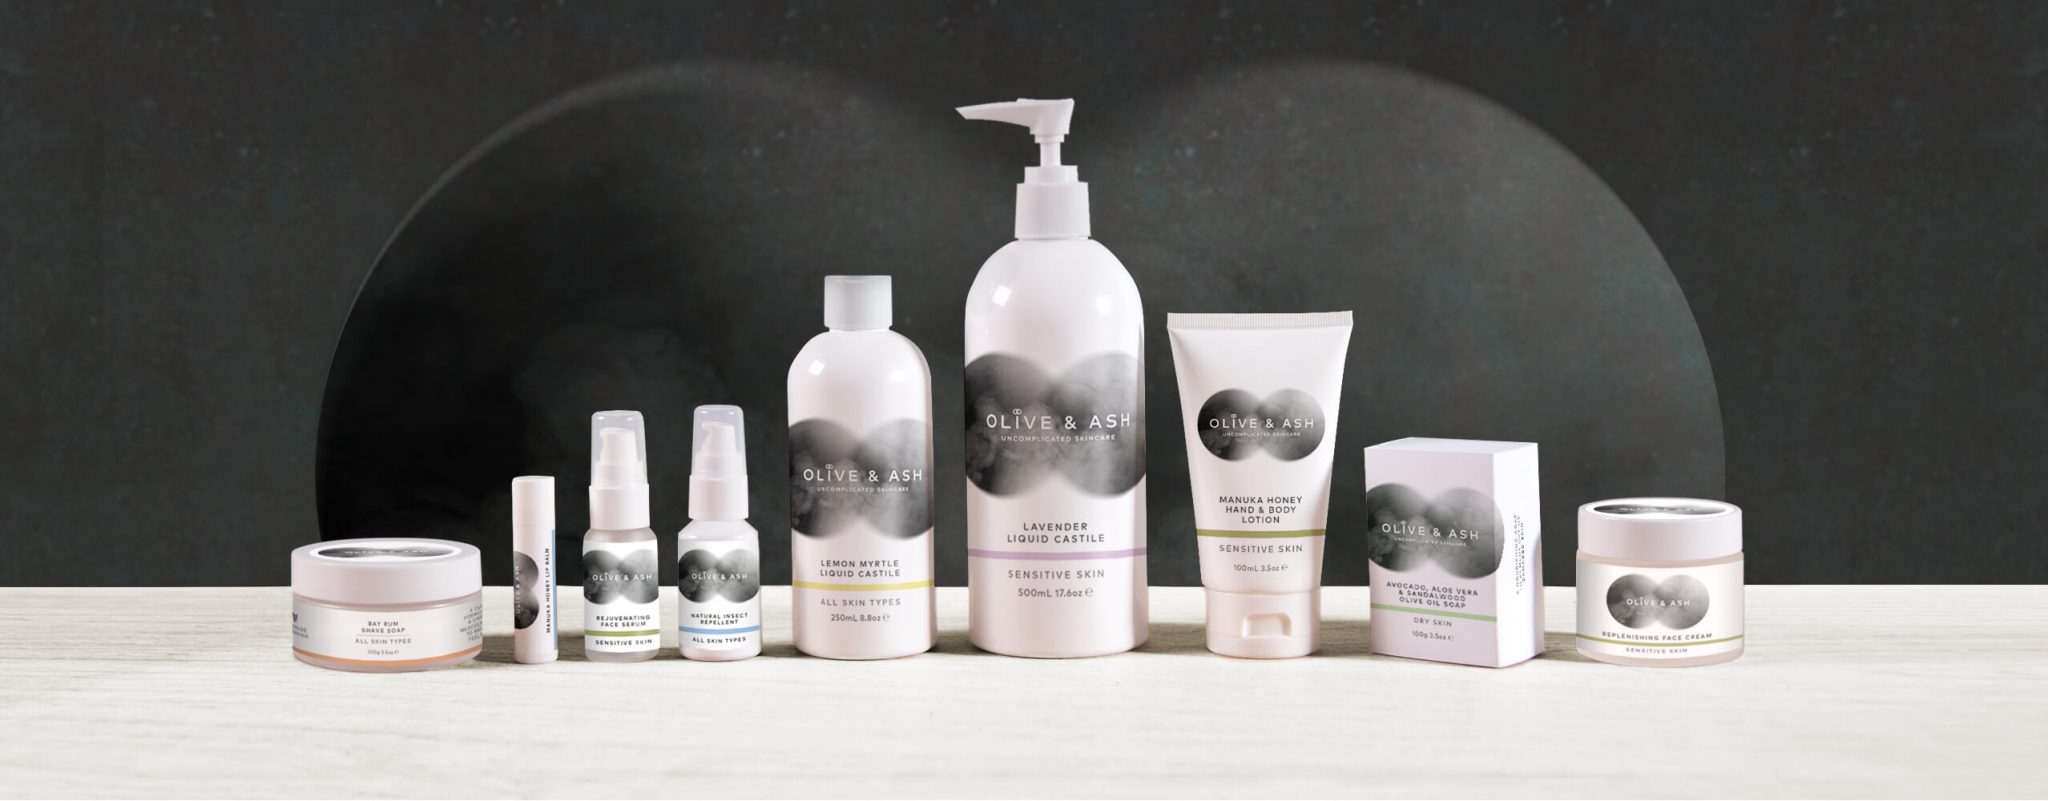 BAY RUM
SHAVE SOAP
ALL SKIN TYPES
100g 3.5oz ℮
OLIVE & ASH
MANUKA HONEY LIP BALM
OLIVE & ASH
REJUVENATING
FACE SERUM
SENSITIVE SKIN
OLIVE & ASH
NATURAL INSECT
REPELLENT
ALL SKIN TYPES
OLIVE & ASH
UNCOMPLICATED SKINCARE
LEMON MYRTLE
LIQUID CASTILE
ALL SKIN TYPES
250mL 8.8oz ℮
OLIVE & ASH
UNCOMPLICATED SKINCARE
LAVENDER
LIQUID CASTILE
SENSITIVE SKIN
500mL 17.6oz ℮
OLIVE & ASH
UNCOMPLICATED SKINCARE
MANUKA HONEY
HAND & BODY
LOTION
SENSITIVE SKIN
100mL 3.5oz ℮
OLIVE & ASH
UNCOMPLICATED SKINCARE
AVOCADO, ALOE VERA
& SANDALWOOD
OLIVE OIL SOAP
DRY SKIN
100g 3.5oz ℮
OLIVE & ASH
REPLENISHING FACE CREAM
SENSITIVE SKIN